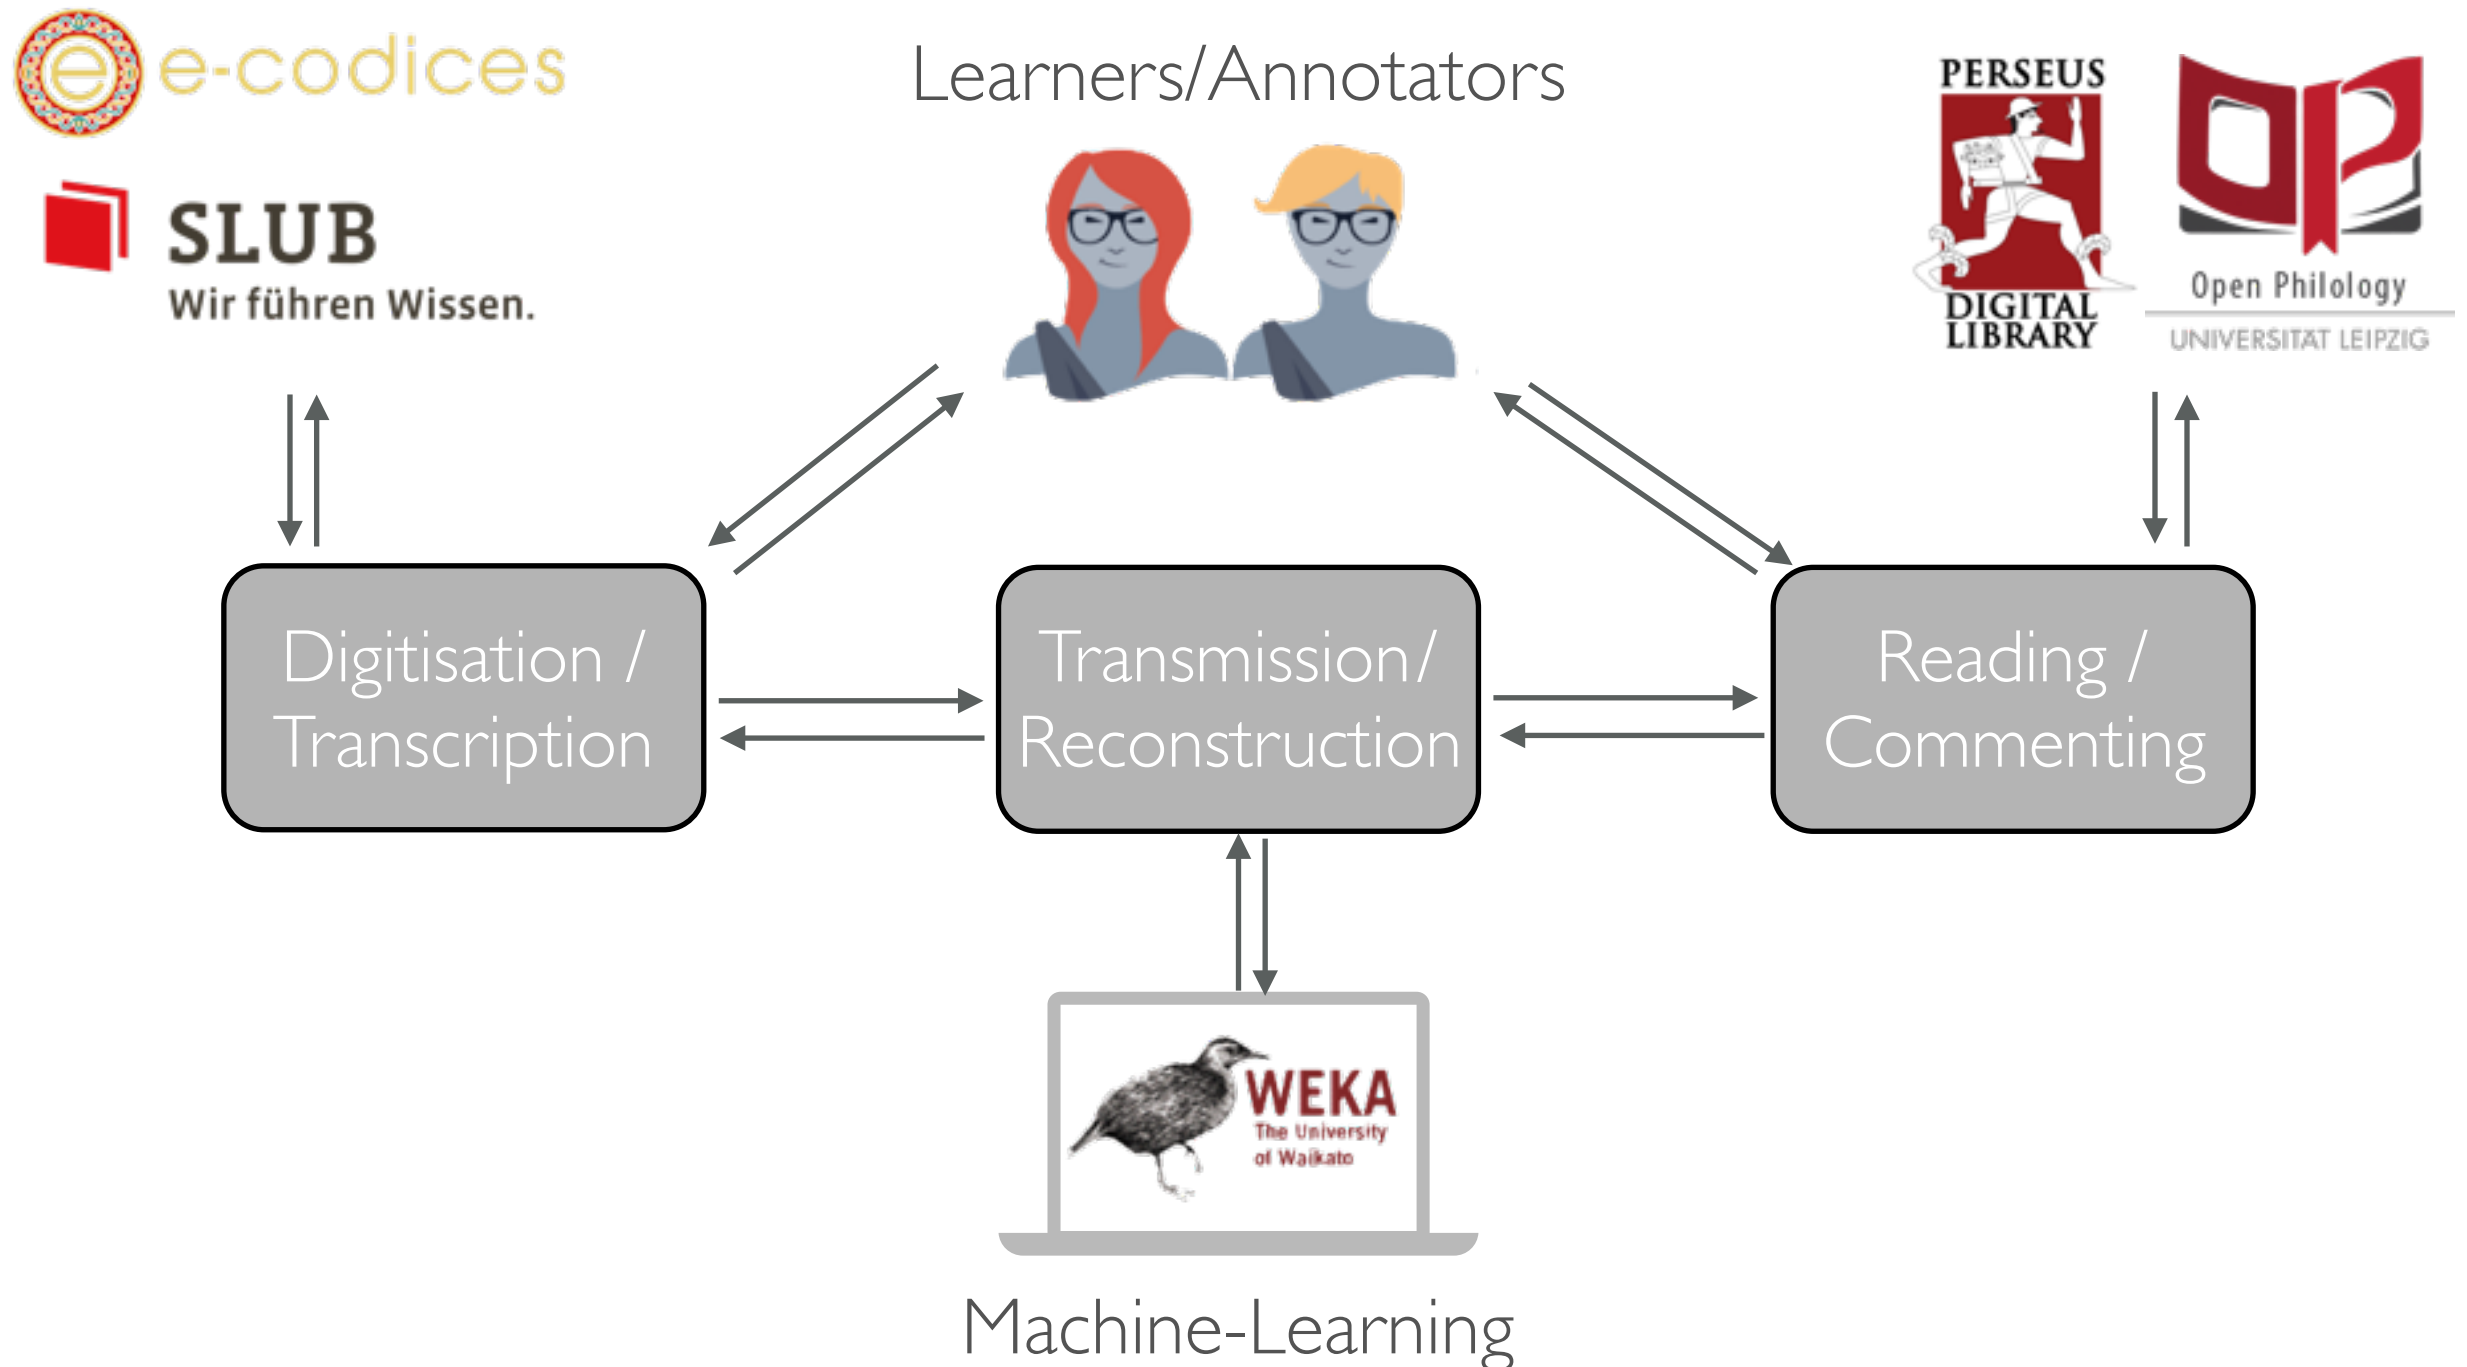 e-codices
SLUB
Wir führen Wissen.
Learners/Annotators
PERSEUS
DIGITAL
LIBRARY
Open Philology
UNIVERSITÄT LEIPZIG
Digitisation /
Transcription
Transmission/
Reconstruction
Reading /
Commenting
WEKA
The University
of Waikato
Machine-Learning